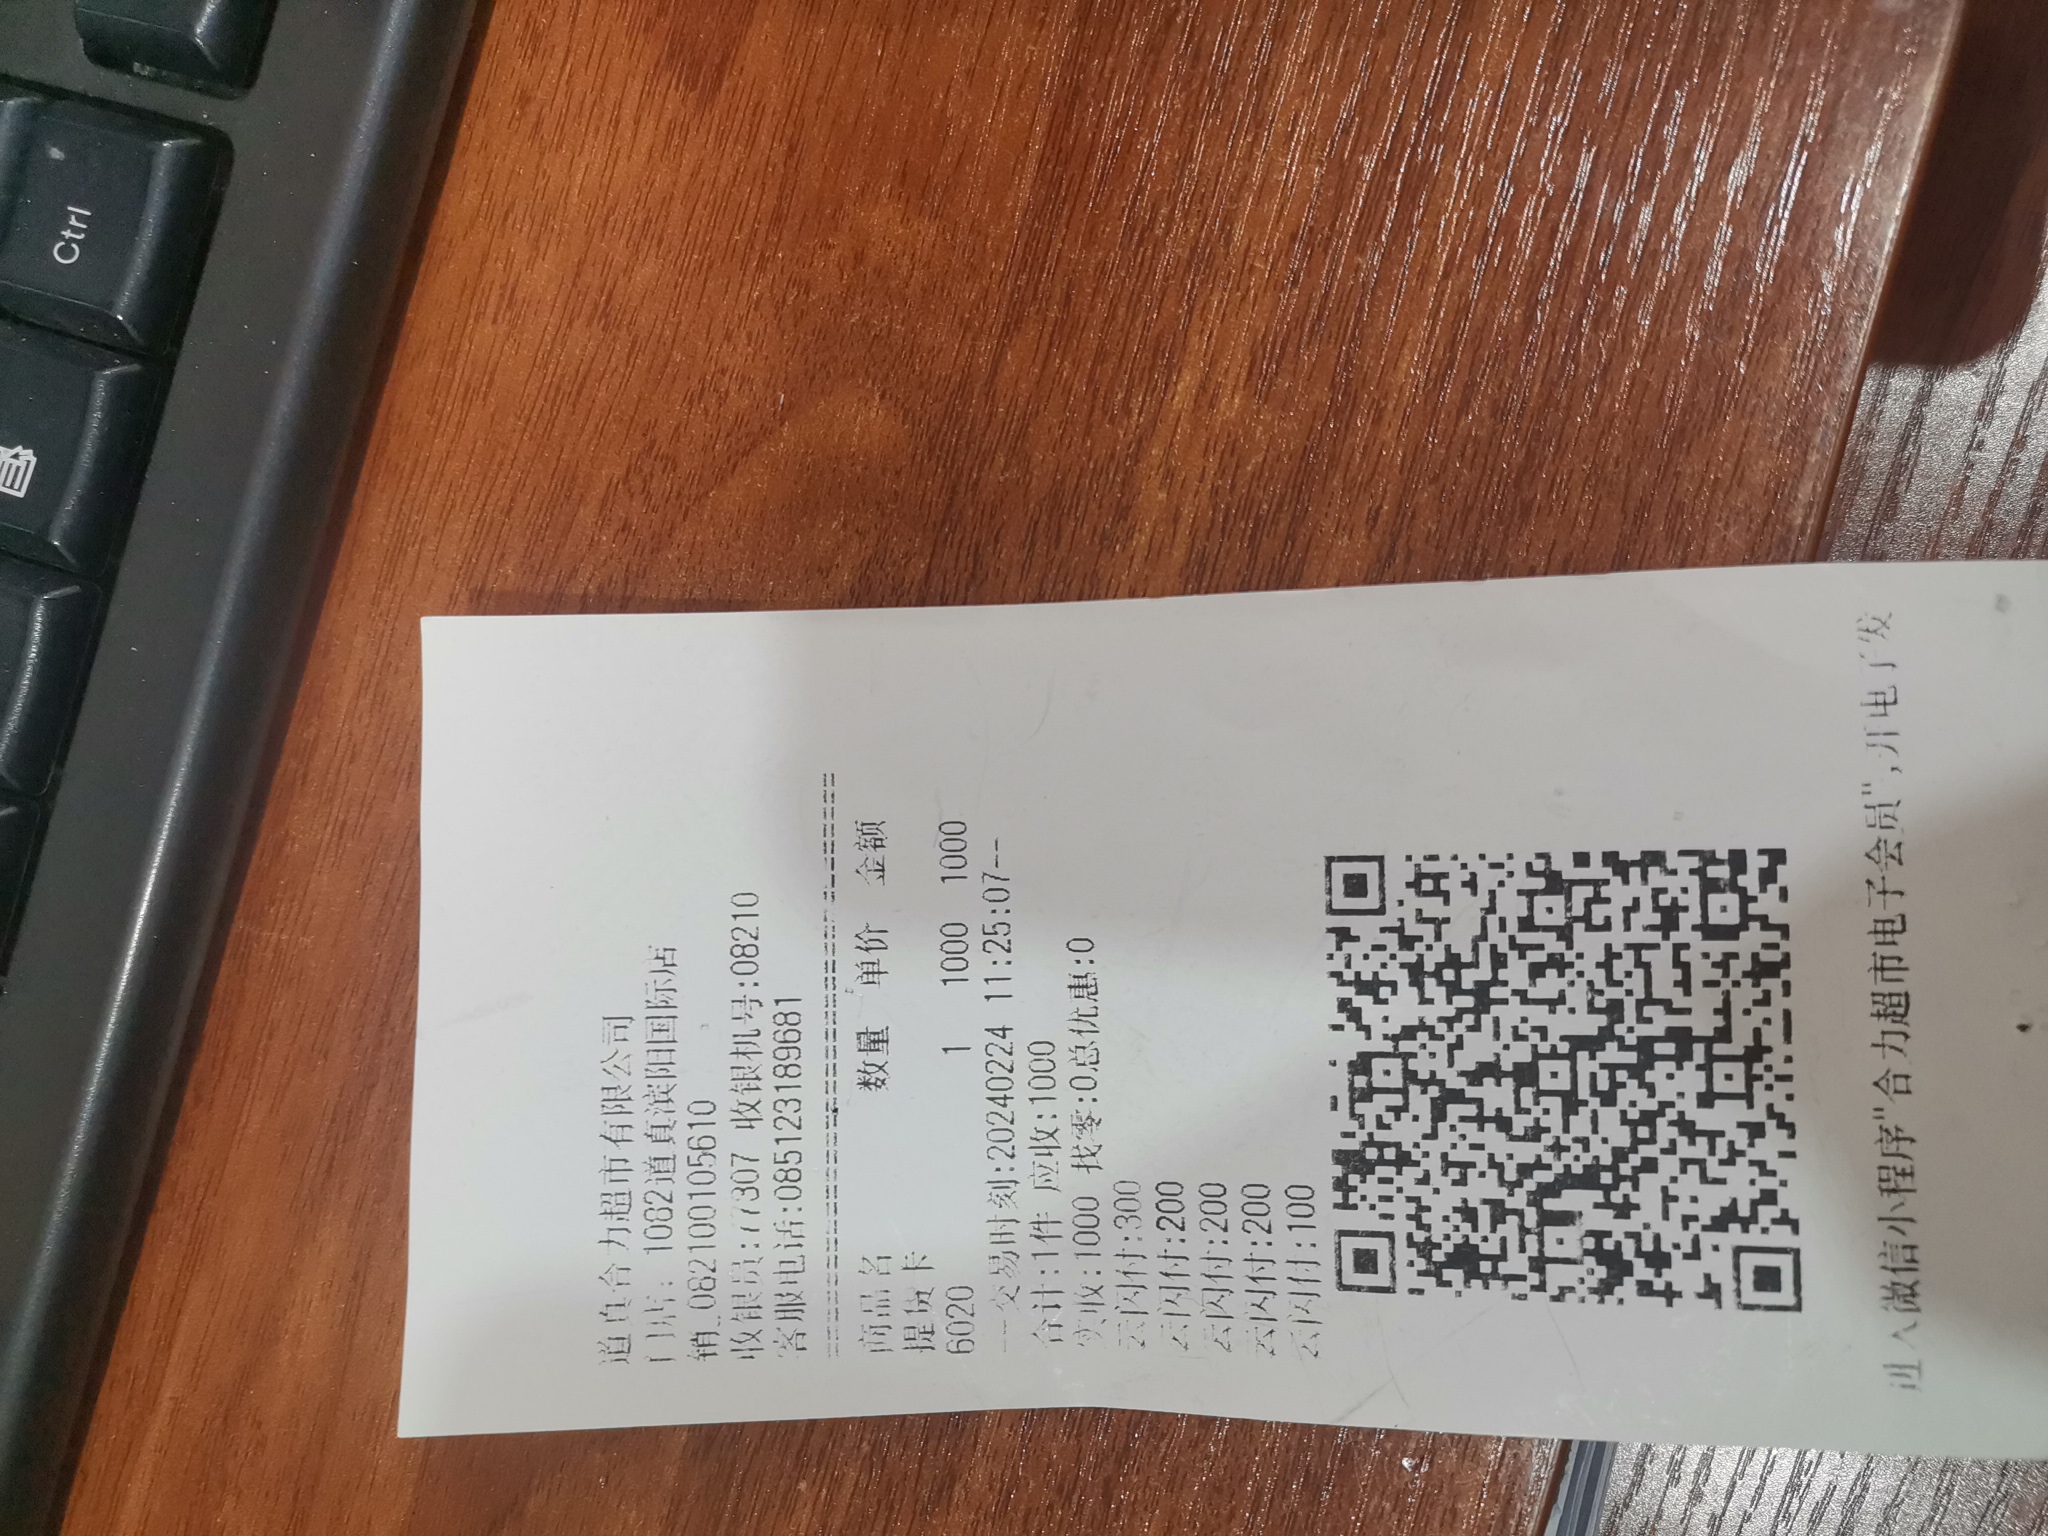 道真合力超市有限公司
门店: 1082道真滨阳国际店
销_0821001056​10
收银员:77307 收银机号:08210
客服电话:085123189681
商品名 数量 单价 金额
提货卡
6020 1 1000 1000
--交易时刻:20240224 11:25:07--
合计:1件 应收:1000
实收:1000 找零:0总优惠:0
云闪付:300
云闪付:200
云闪付:200
云闪付:200
云闪付:100
进入微信小程序"合力超市电子会员",开电子发
Ctrl